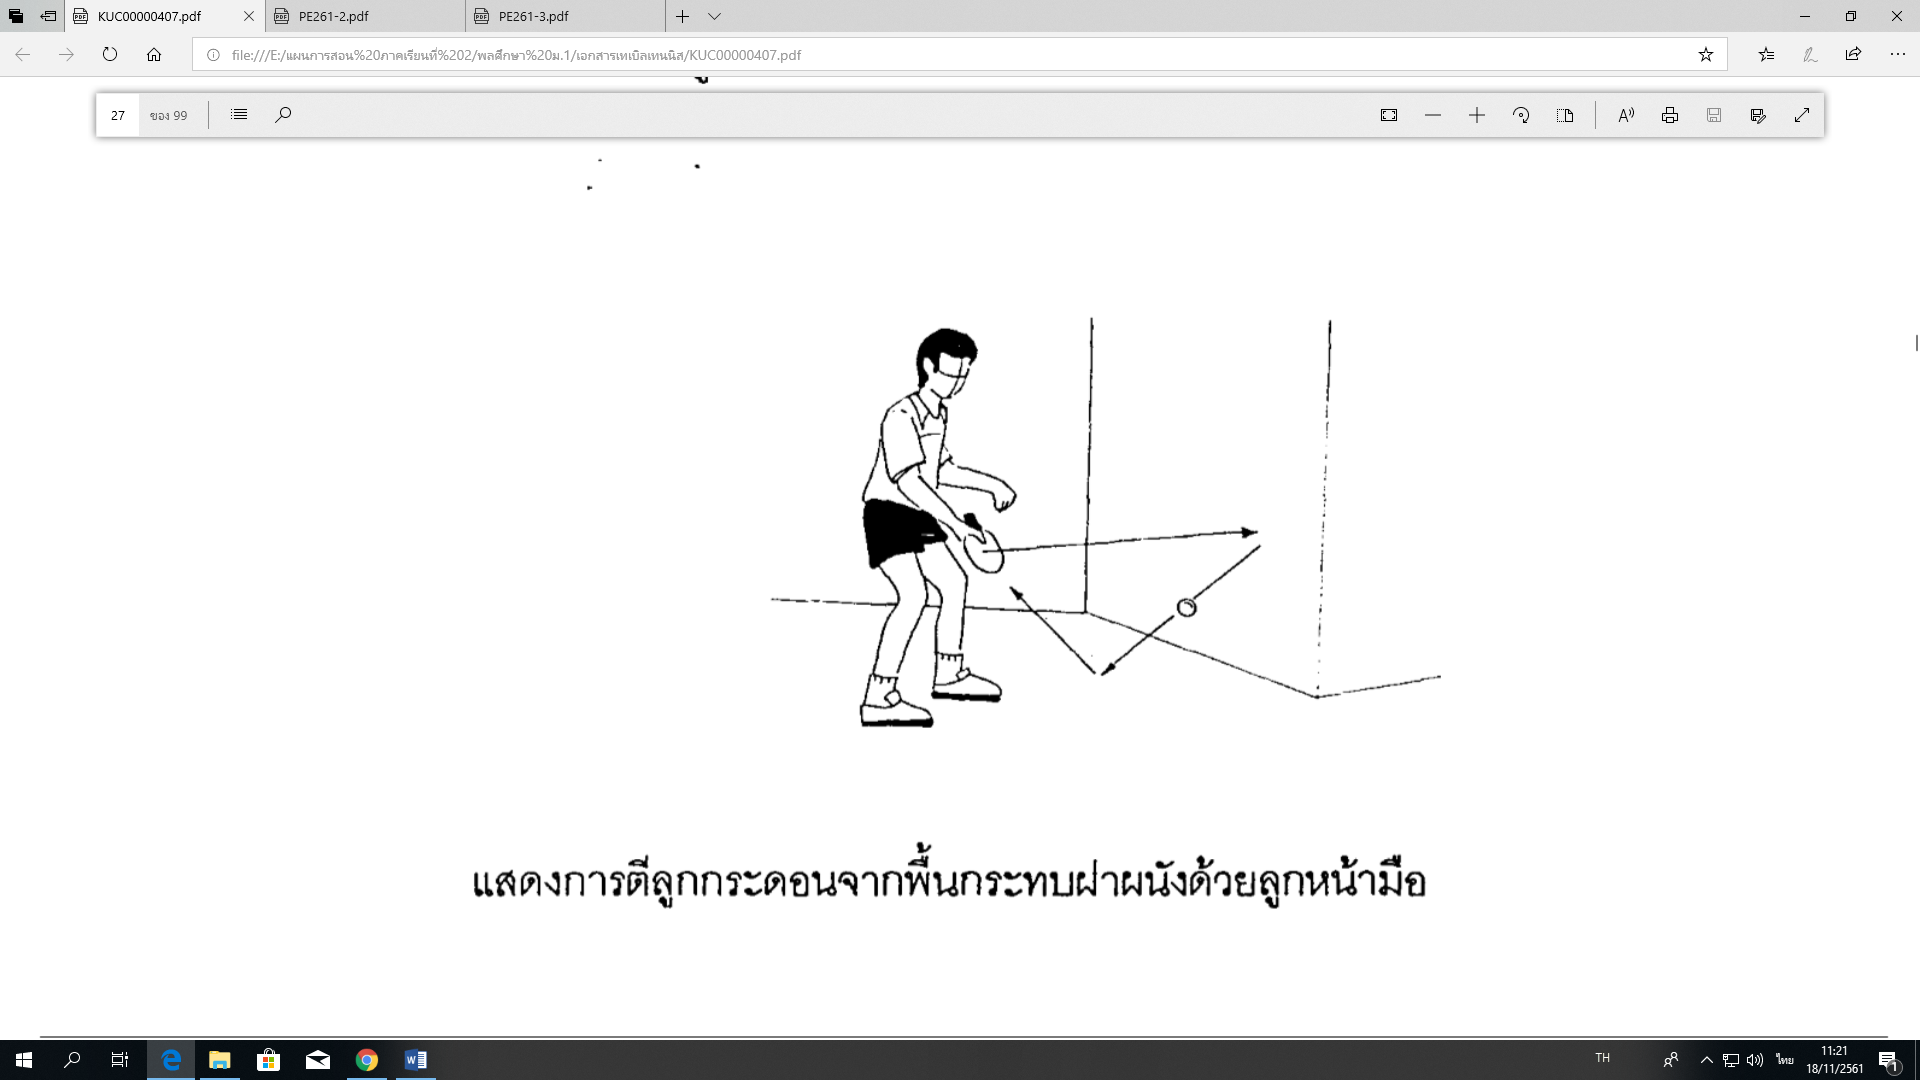 KUC00000407.pdf
PE261-2.pdf
PE261-3.pdf
file:///E:/แผนการสอน%20ภาคเรียนที่%202/พลศึกษา%20ม.1/เอกสารเทเบิลเทนนิส/KUC00000407.pdf
27 ของ 99
แสดงการตีลูกกระดอนจากพื้นกระทบฝาผนังด้วยลูกหน้ามือ
TH
ไทย
11:21
18/11/2561
1